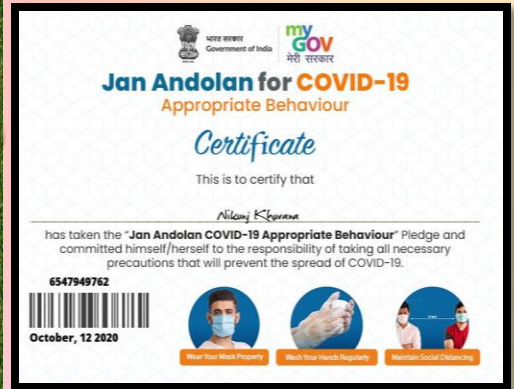 भारत सरकार
Government of India
my
GOV
मेरी सरकार
Jan Andolan for COVID-19
Appropriate Behaviour
Certificate
This is to certify that
Nikunj Khurana
has taken the “Jan Andolan COVID-19 Appropriate Behaviour” Pledge and
committed himself/herself to the responsibility of taking all necessary
precautions that will prevent the spread of COVID-19.
6547949762
October, 12 2020
Wear Your Mask Properly
Wash Your Hands Regularly
Maintain Social Distancing